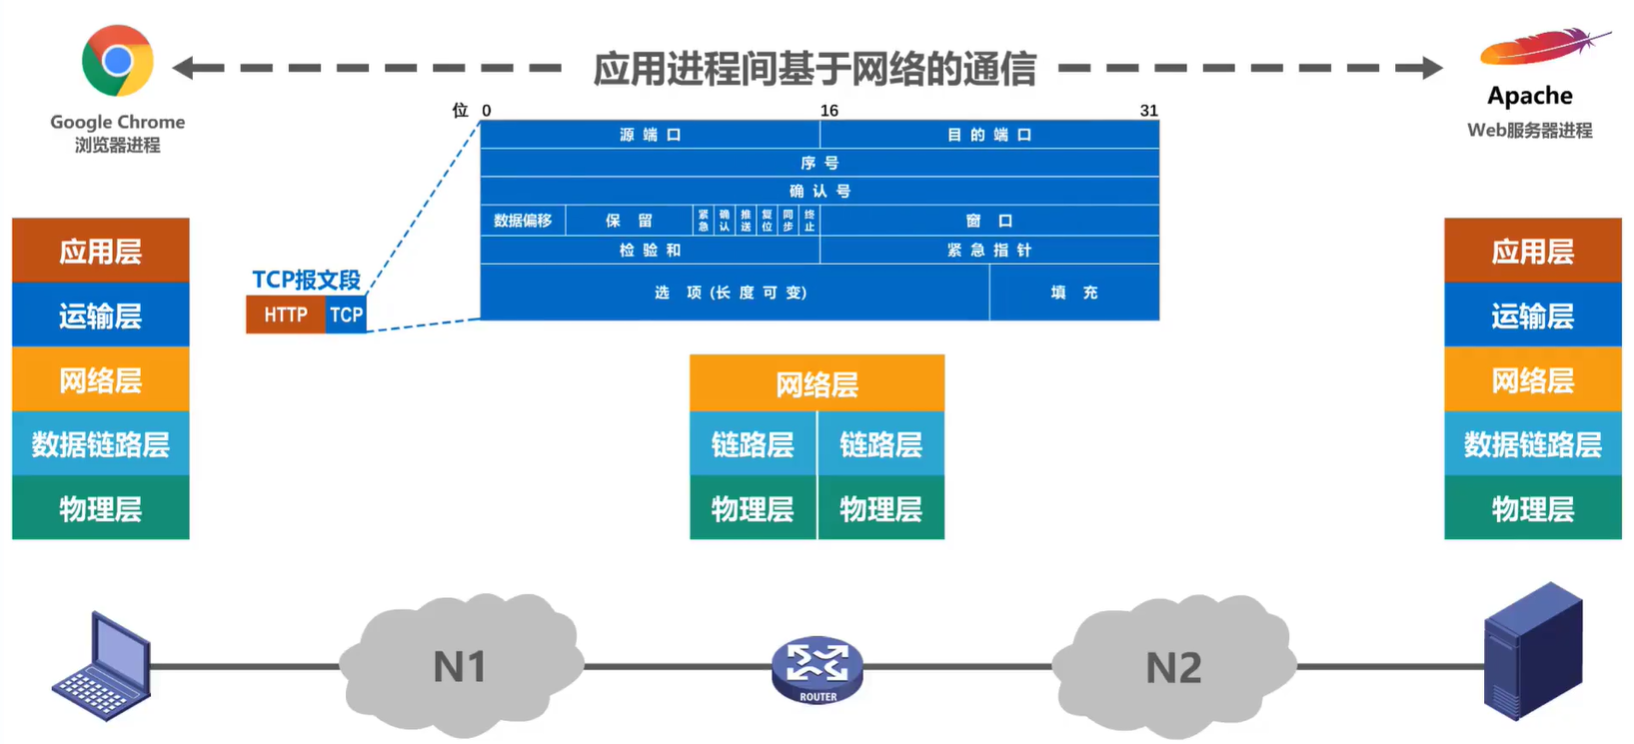 应用进程间基于网络的通信
Google Chrome
浏览器进程
Apache
Web服务器进程
位 0 16 31
源端口 目的端口
序号
确认号
数据偏移 保留 紧急 确认 推送 复位 同步 终止 窗口
检验和 紧急指针
选项(长度可变) 填充
TCP报文段
HTTP TCP
应用层
运输层
网络层
数据链路层
物理层
网络层
链路层 链路层
物理层 物理层
应用层
运输层
网络层
数据链路层
物理层
N1
ROUTER
N2